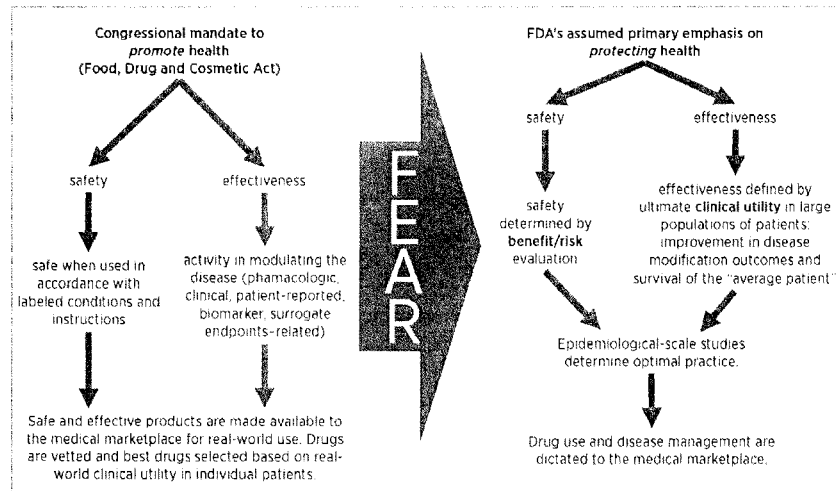 Congressional mandate to
promote health
(Food, Drug and Cosmetic Act)
safety
effectiveness
safe when used in
accordance with
labeled conditions and
instructions
activity in modulating the
disease (phamacologic,
clinical, patient-reported,
biomarker, surrogate
endpoints-related)
Safe and effective products are made available to
the medical marketplace for real-world use. Drugs
are vetted and best drugs selected based on real-
world clinical utility in individual patients.
FEAR
FDA's assumed primary emphasis on
protecting health
safety
effectiveness
safety
determined by
benefit/risk
evaluation
effectiveness defined by
ultimate clinical utility in large
populations of patients:
improvement in disease
modification outcomes and
survival of the "average patient"
Epidemiological-scale studies
determine optimal practice.
Drug use and disease management are
dictated to the medical marketplace.